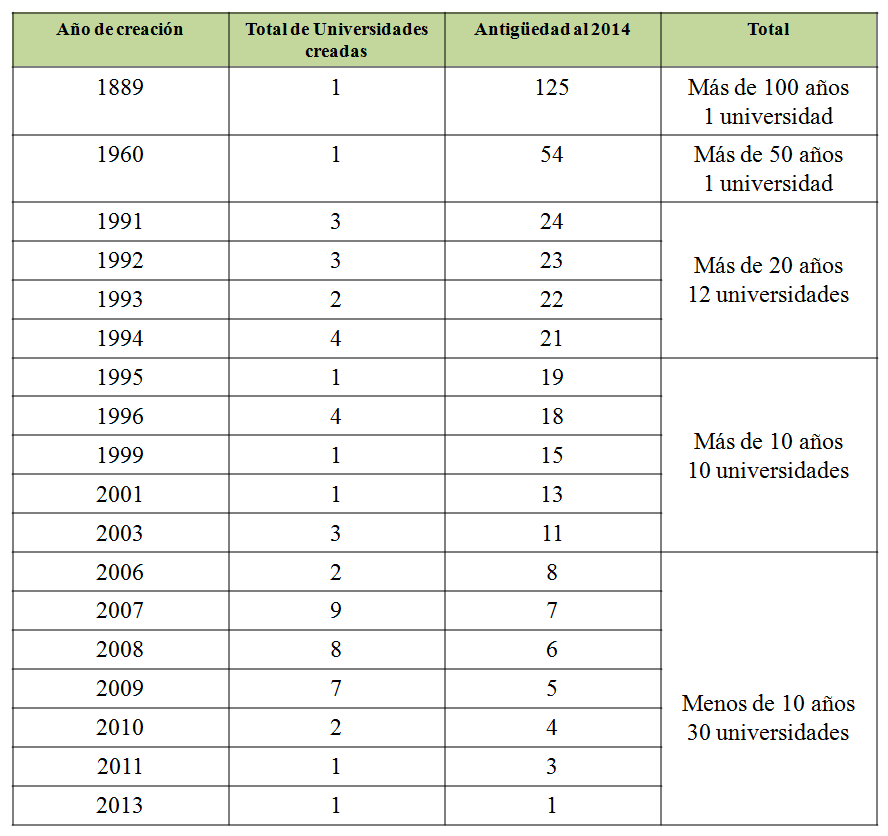 Año de creación Total de Universidades creadas Antigüedad al 2014 Total
1889 1 125 Más de 100 años
1 universidad
1960 1 54 Más de 50 años
1 universidad
1991 3 24
1992 3 23
1993 2 22
1994 4 21
Más de 20 años
12 universidades
1995 1 19
1996 4 18
1999 1 15
2001 1 13
2003 3 11
Más de 10 años
10 universidades
2006 2 8
2007 9 7
2008 8 6
2009 7 5
2010 2 4
2011 1 3
2013 1 1
Menos de 10 años
30 universidades